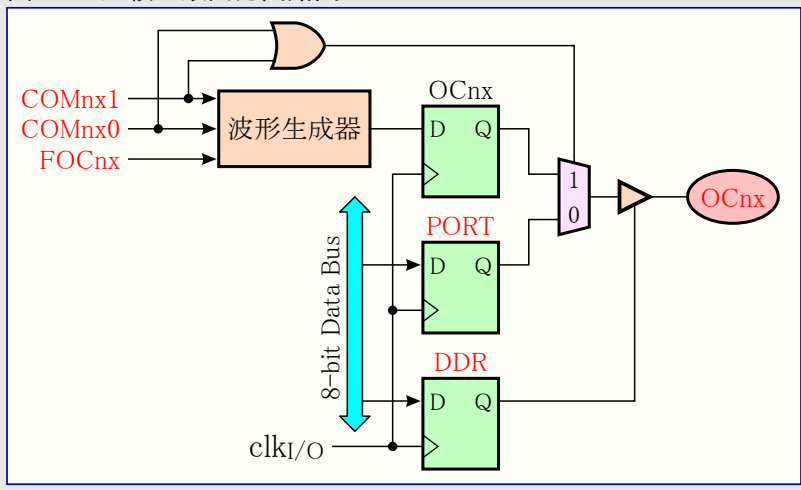 COMnx1
COMnx0
FOCnx
波形生成器
OCnx
D Q
1
0
OCnx
PORT
D Q
8-bit Data Bus
DDR
D Q
clkI/O